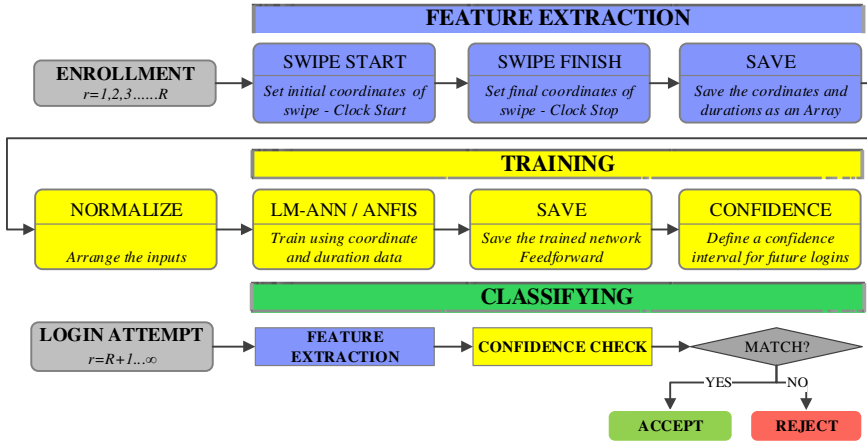 FEATURE EXTRACTION
ENROLLMENT
r=1,2,3......R
SWIPE START
Set initial coordinates of
swipe - Clock Start
SWIPE FINISH
Set final coordinates of
swipe - Clock Stop
SAVE
Save the cordinates and
durations as an Array
TRAINING
NORMALIZE
Arrange the inputs
LM-ANN / ANFIS
Train using coordinate
and duration data
SAVE
Save the trained network
Feedforward
CONFIDENCE
Define a confidence
interval for future logins
CLASSIFYING
LOGIN ATTEMPT
r=R+1...∞
FEATURE
EXTRACTION
CONFIDENCE CHECK
MATCH?
YES
NO
ACCEPT
REJECT